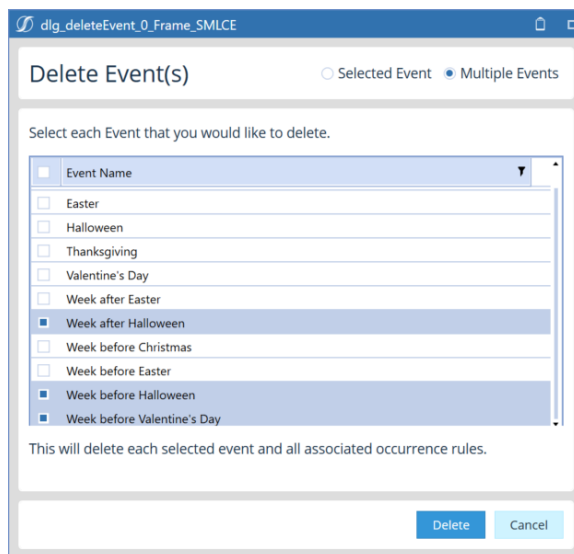 dlg_deleteEvent_0_Frame_SMLCE
Delete Event(s)
Selected Event
Multiple Events
Select each Event that you would like to delete.
Event Name
Easter
Halloween
Thanksgiving
Valentine's Day
Week after Easter
Week after Halloween
Week before Christmas
Week before Easter
Week before Halloween
Week before Valentine's Day
This will delete each selected event and all associated occurrence rules.
Delete
Cancel